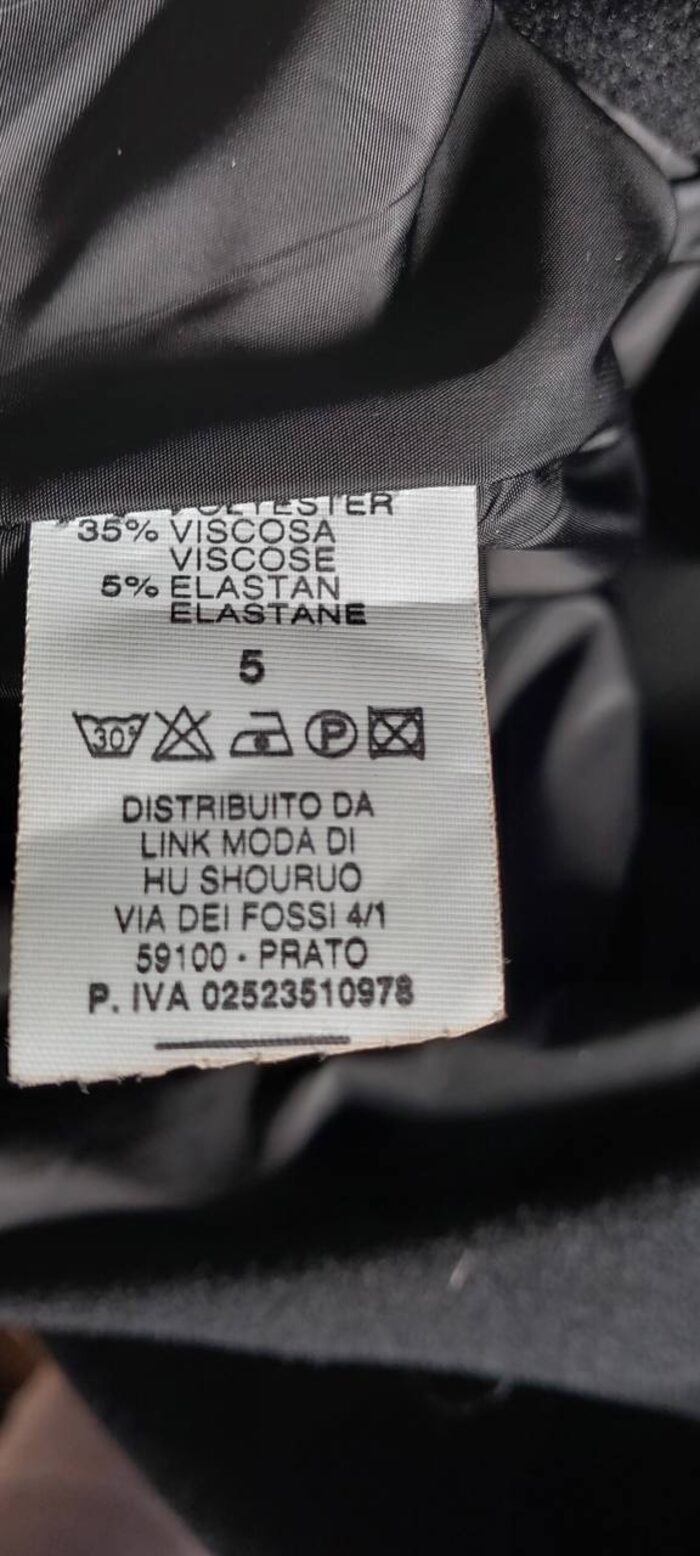 POLYESTER
35% VISCOSA
VISCOSE
5% ELASTAN
ELASTANE
5
30°
P
DISTRIBUITO DA
LINK MODA DI
HU SHOURUO
VIA DEI FOSSI 4/1
59100 - PRATO
P. IVA 02523510978